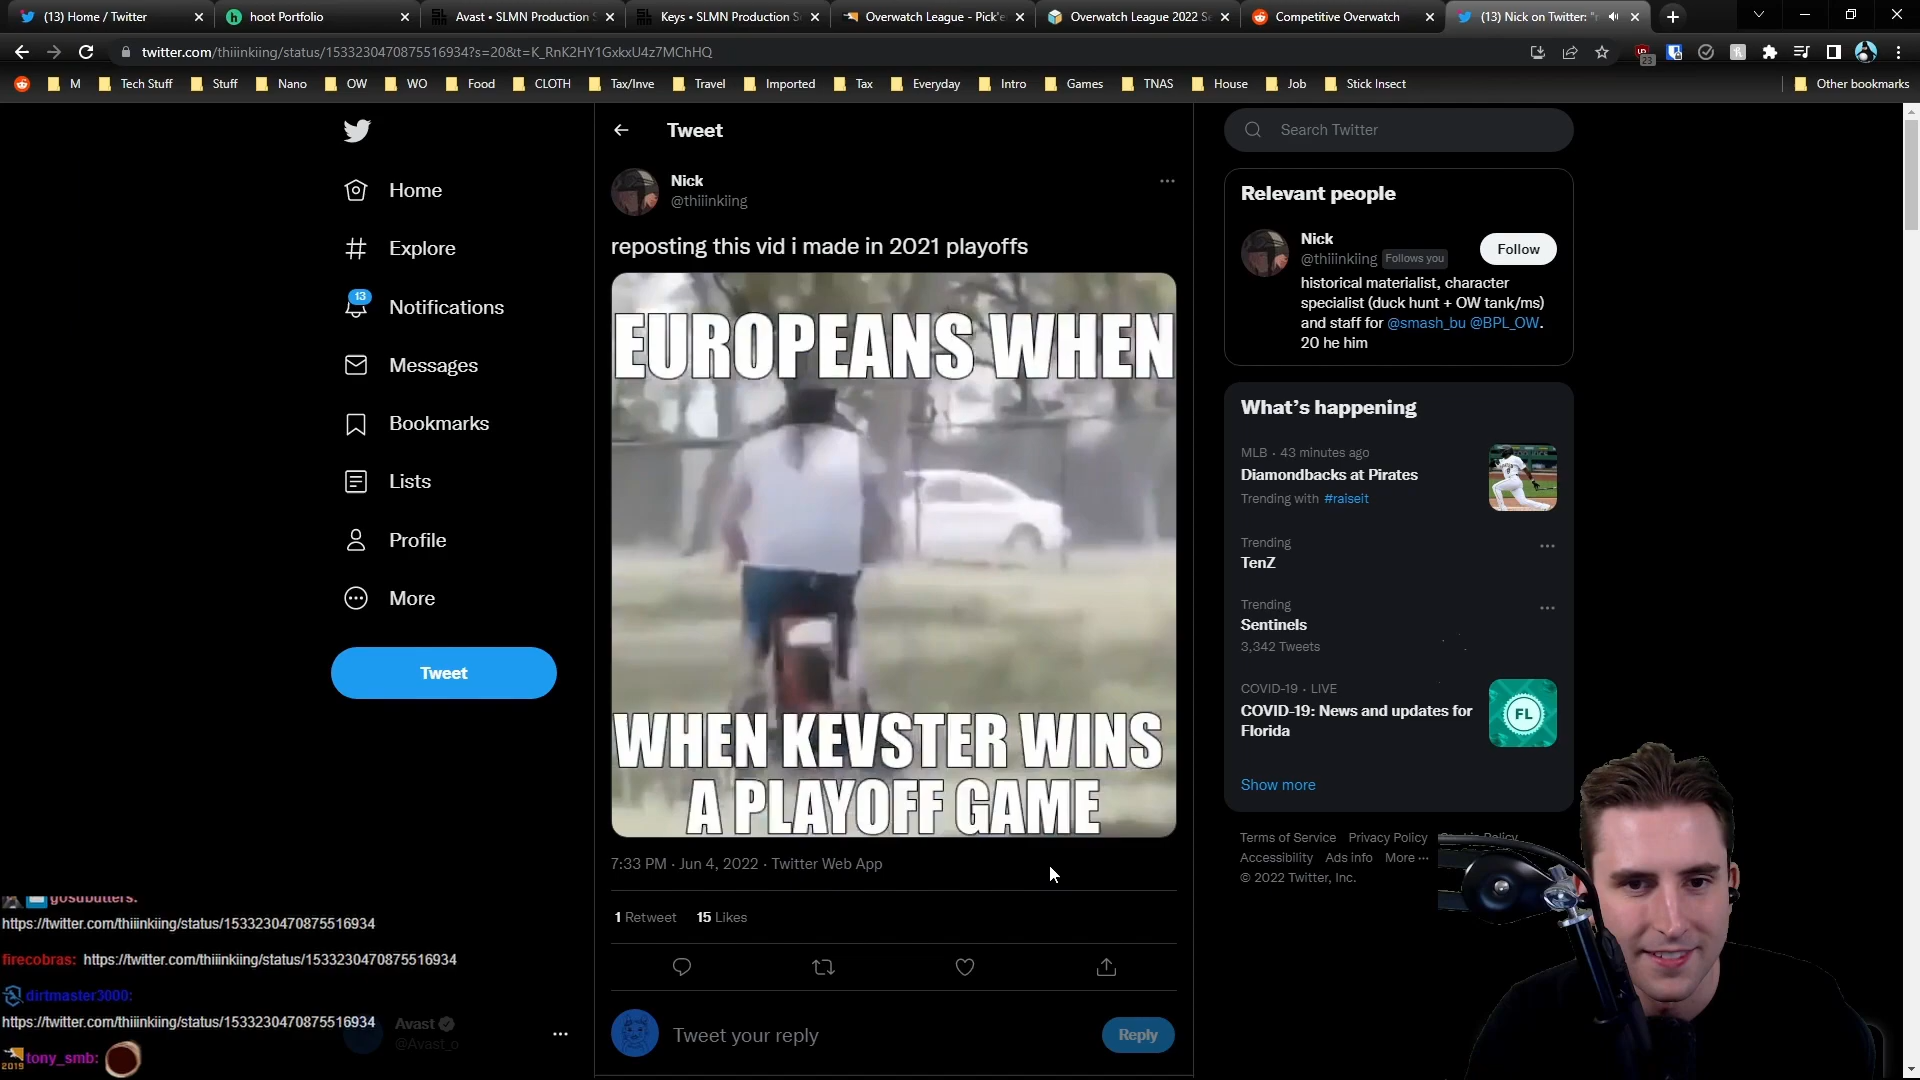 (13) Home / Twitter
hoot Portfolio
Avast • SLMN Production S
Keys • SLMN Production S
Overwatch League - Pick'e
Overwatch League 2022 Se
Competitive Overwatch
(13) Nick on Twitter: "r
twitter.com/thiiinkiing/status/1533230470875516934?s=20&t=K_RnK2HY1GxkxU4z7MChHQ
23
M
Tech Stuff
Stuff
Nano
OW
WO
Food
CLOTH
Tax/Inve
Travel
Imported
Tax
Everyday
Intro
Games
TNAS
House
Job
Stick Insect
Other bookmarks
Home
Explore
13
Notifications
Messages
Bookmarks
Lists
Profile
More
Tweet
Avast
@Avast_o
Tweet
Nick
@thiiinkiing
reposting this vid i made in 2021 playoffs
EUROPEANS WHEN
WHEN KEVSTER WINS
A PLAYOFF GAME
7:33 PM · Jun 4, 2022 · Twitter Web App
1 Retweet 15 Likes
Tweet your reply
Reply
Search Twitter
Relevant people
Nick
@thiiinkiing Follows you
Follow
historical materialist, character
specialist (duck hunt + OW tank/ms)
and staff for @smash_bu @BPL_OW.
20 he him
What's happening
MLB · 43 minutes ago
Diamondbacks at Pirates
Trending with #raiseit
Trending
TenZ
Trending
Sentinels
3,342 Tweets
COVID-19 · LIVE
COVID-19: News and updates for
Florida
FL
Show more
Terms of Service Privacy Policy Cookie Policy
Accessibility Ads info More ···
© 2022 Twitter, Inc.
gosubutters:
https://twitter.com/thiiinkiing/status/1533230470875516934
firecobras: https://twitter.com/thiiinkiing/status/1533230470875516934
dirtmaster3000:
https://twitter.com/thiiinkiing/status/1533230470875516934
2019 tony_smb: